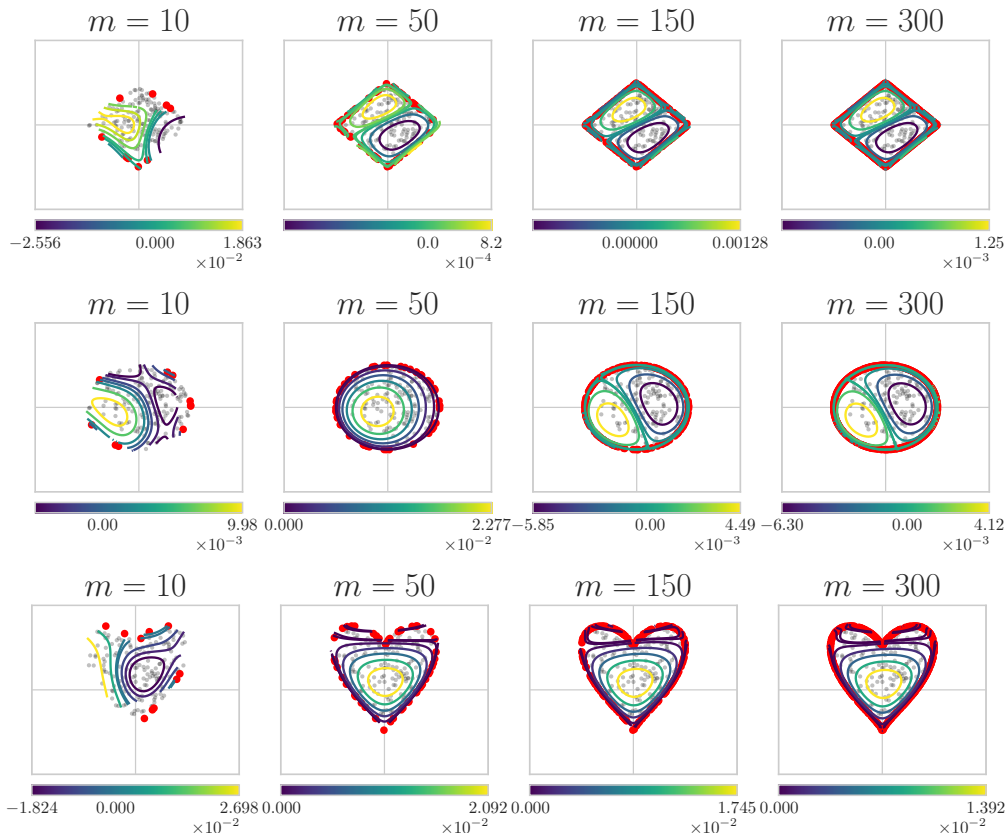 m = 10 m = 50 m = 150 m = 300
−2.556 0.000 1.863 0.0 8.2 0.00000 0.00128 0.00 1.25
×10−2 ×10−4 ×10−3
m = 10 m = 50 m = 150 m = 300
0.00 9.98 0.000 2.277 −5.85 0.00 4.49 −6.30 0.00 4.12
×10−3 ×10−2 ×10−3 ×10−3
m = 10 m = 50 m = 150 m = 300
−1.824 0.000 2.698 0.000 2.092 0.000 1.745 0.000 1.392
×10−2 ×10−2 ×10−2 ×10−2